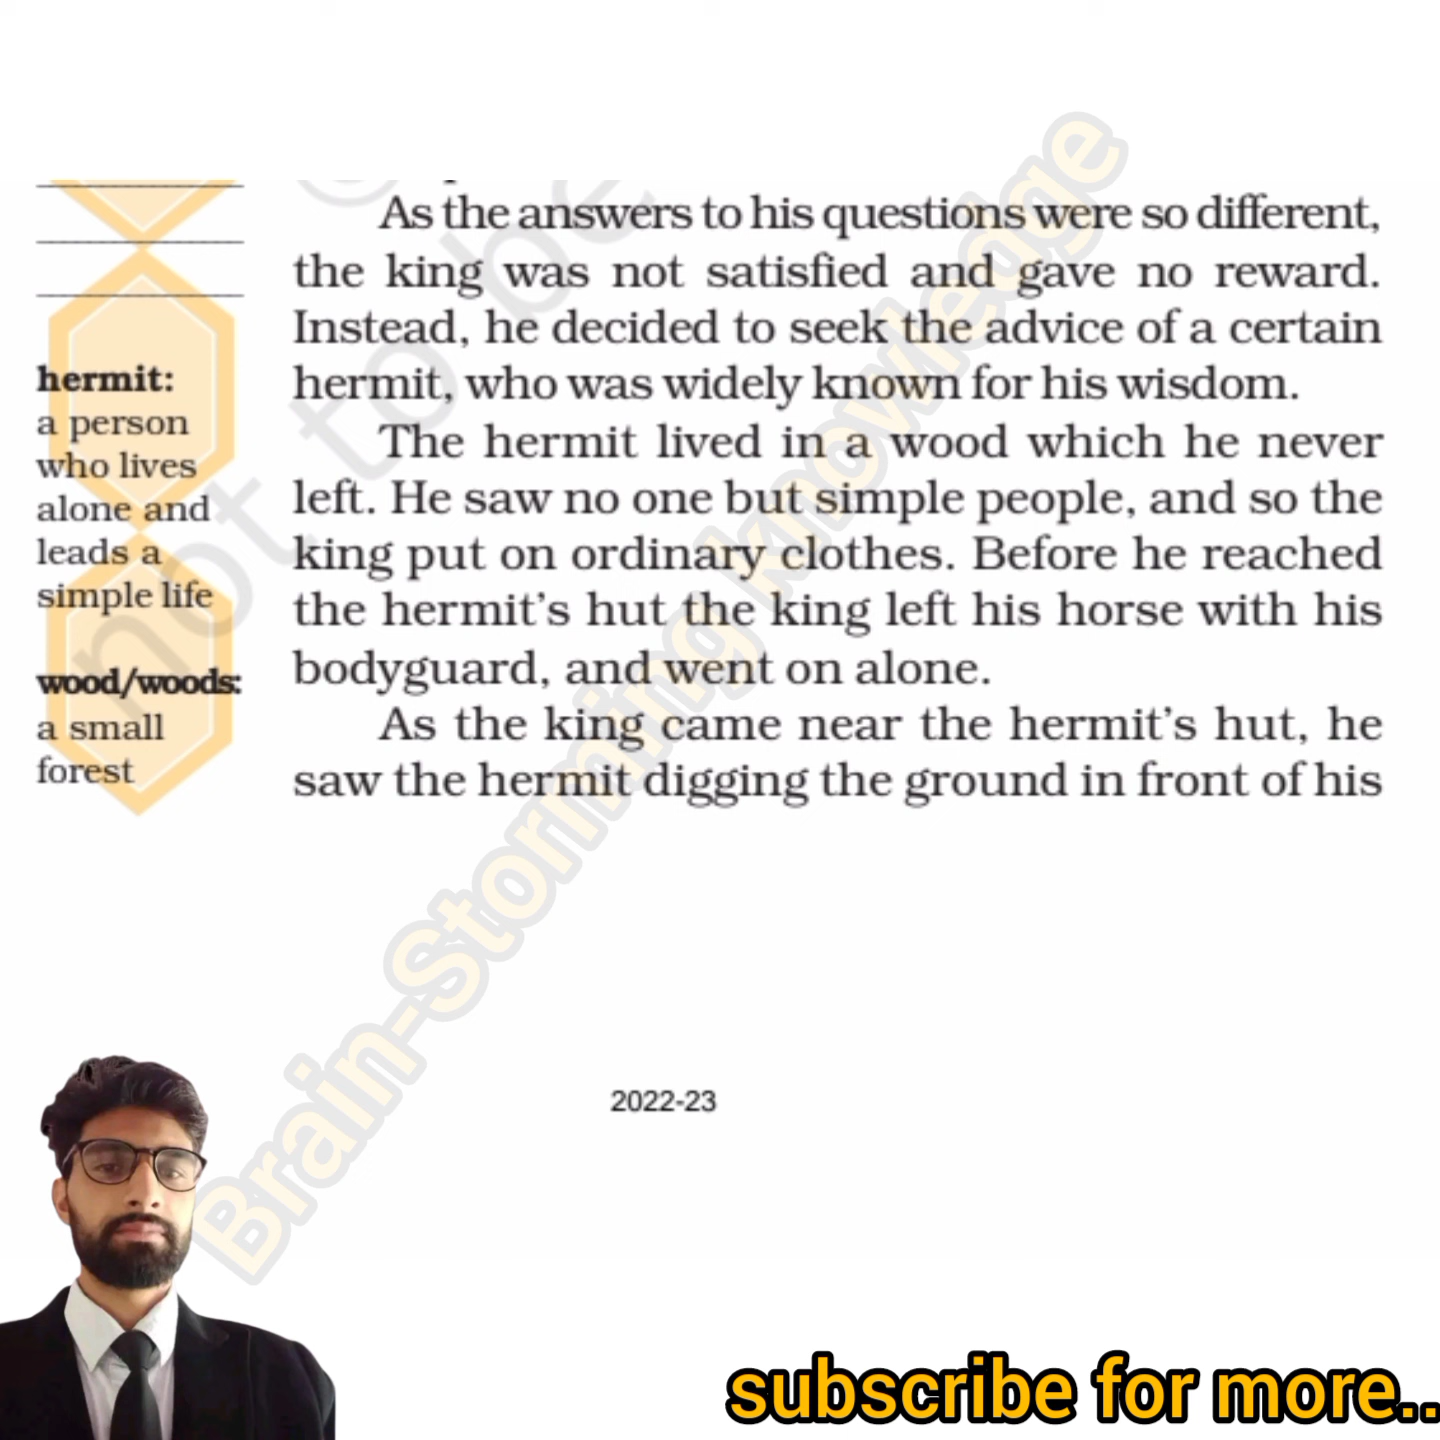 As the answers to his questions were so different,
the king was not satisfied and gave no reward.
Instead, he decided to seek the advice of a certain
hermit, who was widely known for his wisdom.
The hermit lived in a wood which he never
left. He saw no one but simple people, and so the
king put on ordinary clothes. Before he reached
the hermit's hut the king left his horse with his
bodyguard, and went on alone.
As the king came near the hermit's hut, he
saw the hermit digging the ground in front of his
hermit:
a person
who lives
alone and
leads a
simple life
wood/woods:
a small
forest
not to be
Brain-Storming knowledge
2022-23
subscribe for more..